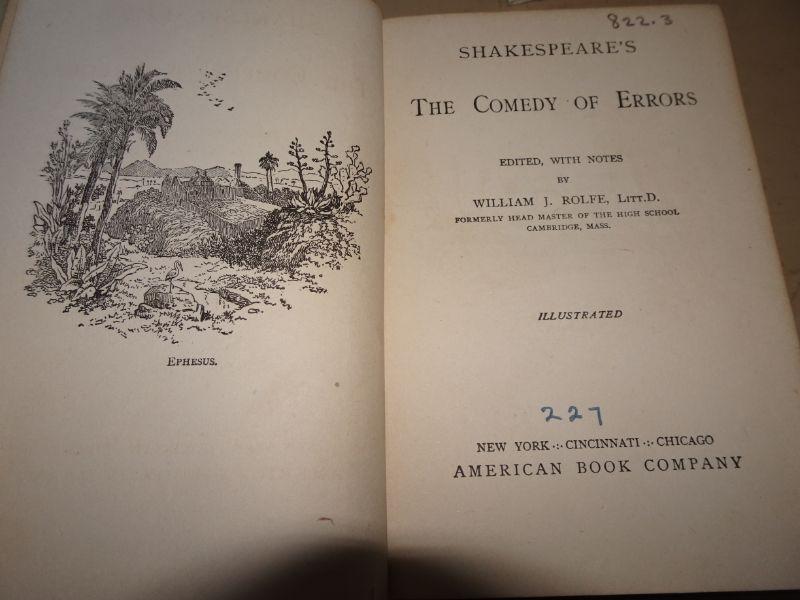 EPHESUS.
822.3
SHAKESPEARE'S
THE COMEDY OF ERRORS
EDITED, WITH NOTES
BY
WILLIAM J. ROLFE, LITT.D.
FORMERLY HEAD MASTER OF THE HIGH SCHOOL
CAMBRIDGE, MASS.
ILLUSTRATED
227
NEW YORK ·:· CINCINNATI ·:· CHICAGO
AMERICAN BOOK COMPANY